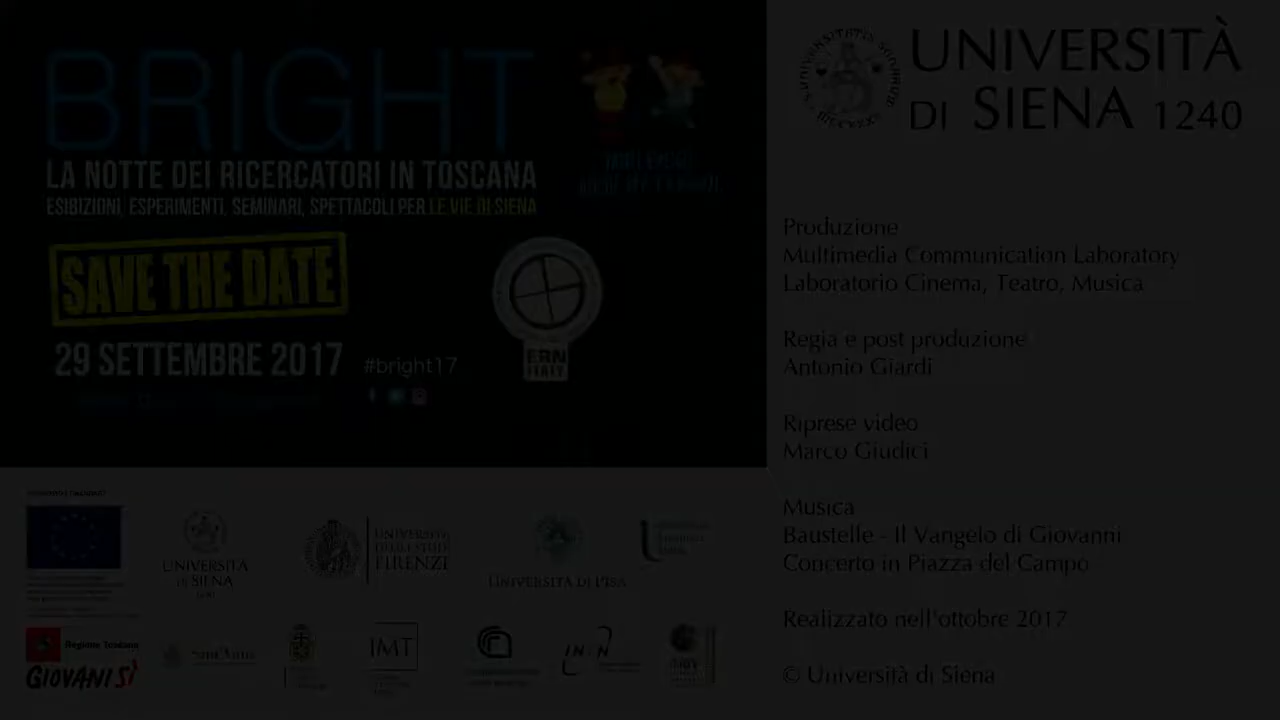 BRIGHT
LA NOTTE DEI RICERCATORI IN TOSCANA
ESIBIZIONI, ESPERIMENTI, SEMINARI, SPETTACOLI PER LE VIE DI SIENA
SAVE THE DATE
29 SETTEMBRE 2017 #bright17
ERN
ITALY
UNIVERSITÀ
DI SIENA 1240
Produzione
Multimedia Communication Laboratory
Laboratorio Cinema, Teatro, Musica
Regia e post produzione
Antonio Giardi
Riprese video
Marco Giudici
Musica
Baustelle - Il Vangelo di Giovanni
Concerto in Piazza del Campo
Realizzato nell'ottobre 2017
© Università di Siena
UNIVERSITÀ
DI SIENA
1240
UNIVERSITÀ
DEGLI STUDI
FIRENZE
UNIVERSITÀ DI PISA
Regione Toscana
GIOVANISÌ
IMT
INFN